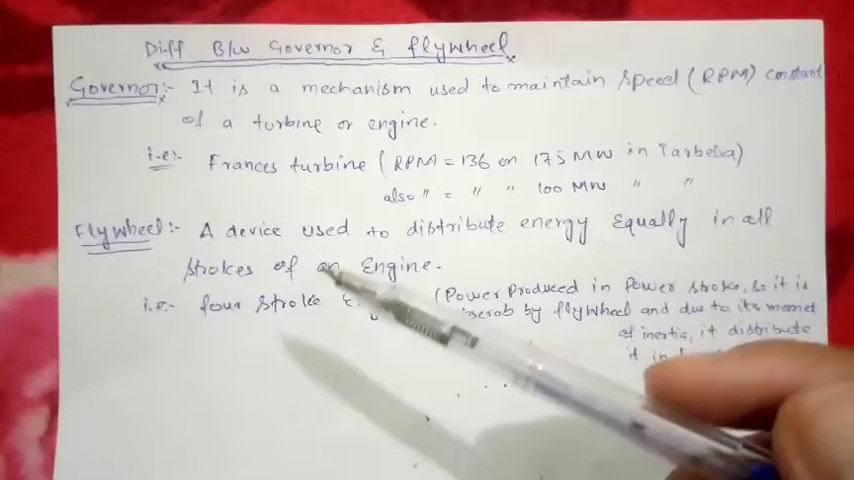 Diff B/w Governor & flywheel
Governor:- It is a mechanism used to maintain speed (RPM) constant
of a turbine or engine.
i.e:- Frances turbine (RPM = 136 on 175 MW in Tarbela)
also " = " " 100 MW " "
Flywheel:- A device used to distribute energy Equally in all
strokes of an Engine.
i.e:- four stroke E (Power Produced in Power stroke, so it is
by flywheel and due to its
of inertia, it distribute
it in